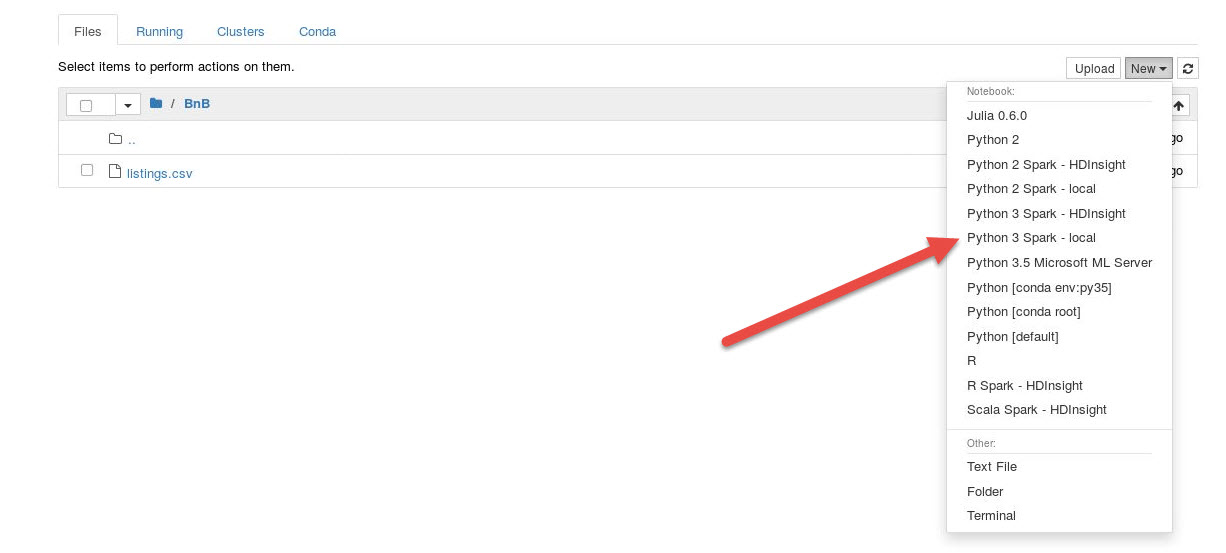 Files Running Clusters Conda
Select items to perform actions on them.
Upload New
/ BnB
Notebook:
Julia 0.6.0
..
go
Python 2
Python 2 Spark - HDInsight
listings.csv
go
Python 2 Spark - local
Python 3 Spark - HDInsight
Python 3 Spark - local
Python 3.5 Microsoft ML Server
Python [conda env:py35]
Python [conda root]
Python [default]
R
R Spark - HDInsight
Scala Spark - HDInsight
Other:
Text File
Folder
Terminal